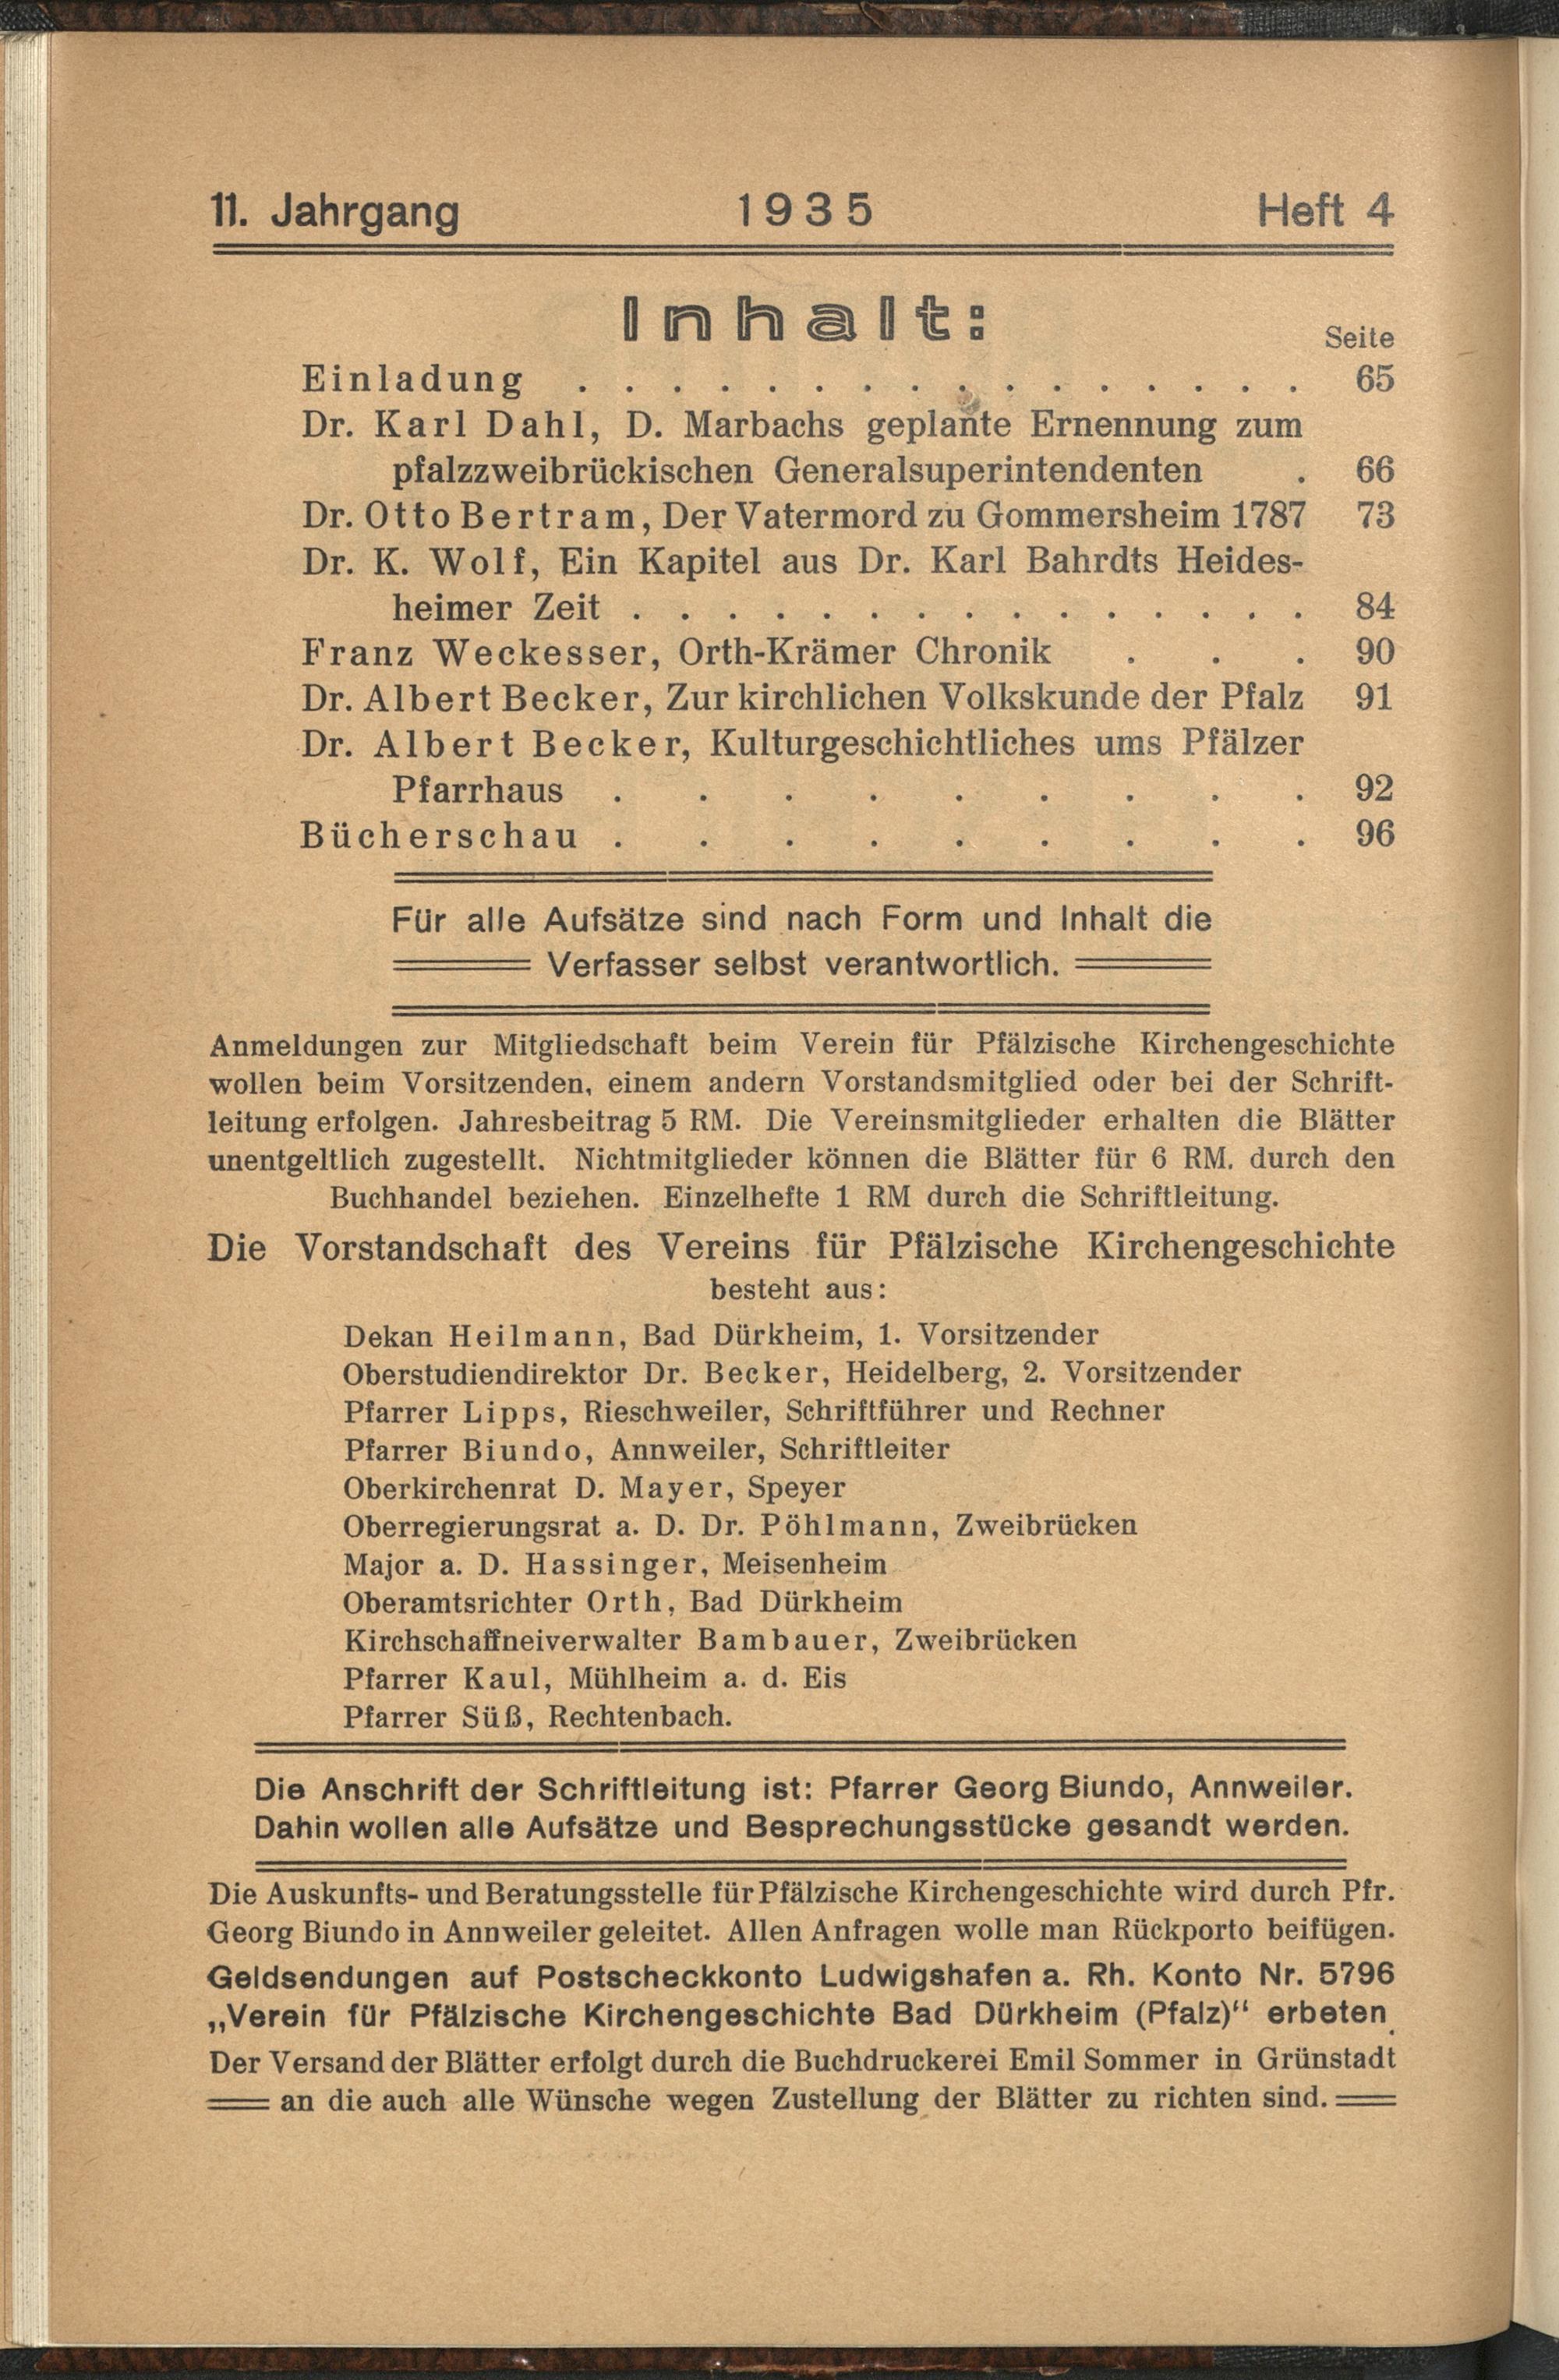 11. Jahrgang 1935 Heft 4
Inhalt:
Seite
Einladung . . . . . . . . . . . . . . . . 65
Dr. Karl Dahl, D. Marbachs geplante Ernennung zum
pfalzzweibrückischen Generalsuperintendenten . 66
Dr. Otto Bertram, Der Vatermord zu Gommersheim 1787 73
Dr. K. Wolf, Ein Kapitel aus Dr. Karl Bahrdts Heides-
heimer Zeit . . . . . . . . . . . . . . . 84
Franz Weckesser, Orth-Krämer Chronik . . . 90
Dr. Albert Becker, Zur kirchlichen Volkskunde der Pfalz 91
Dr. Albert Becker, Kulturgeschichtliches ums Pfälzer
Pfarrhaus . . . . . . . . . 92
Bücherschau . . . . . . . . . 96
Für alle Aufsätze sind nach Form und Inhalt die
Verfasser selbst verantwortlich.
Anmeldungen zur Mitgliedschaft beim Verein für Pfälzische Kirchengeschichte
wollen beim Vorsitzenden, einem andern Vorstandsmitglied oder bei der Schrift-
leitung erfolgen. Jahresbeitrag 5 RM. Die Vereinsmitglieder erhalten die Blätter
unentgeltlich zugestellt. Nichtmitglieder können die Blätter für 6 RM. durch den
Buchhandel beziehen. Einzelhefte 1 RM durch die Schriftleitung.
Die Vorstandschaft des Vereins für Pfälzische Kirchengeschichte
besteht aus:
Dekan Heilmann, Bad Dürkheim, 1. Vorsitzender
Oberstudiendirektor Dr. Becker, Heidelberg, 2. Vorsitzender
Pfarrer Lipps, Rieschweiler, Schriftführer und Rechner
Pfarrer Biundo, Annweiler, Schriftleiter
Oberkirchenrat D. Mayer, Speyer
Oberregierungsrat a. D. Dr. Pöhlmann, Zweibrücken
Major a. D. Hassinger, Meisenheim
Oberamtsrichter Orth, Bad Dürkheim
Kirchschaffneiverwalter Bambauer, Zweibrücken
Pfarrer Kaul, Mühlheim a. d. Eis
Pfarrer Süß, Rechtenbach.
Die Anschrift der Schriftleitung ist: Pfarrer Georg Biundo, Annweiler.
Dahin wollen alle Aufsätze und Besprechungsstücke gesandt werden.
Die Auskunfts- und Beratungsstelle für Pfälzische Kirchengeschichte wird durch Pfr.
Georg Biundo in Annweiler geleitet. Allen Anfragen wolle man Rückporto beifügen.
Geldsendungen auf Postscheckkonto Ludwigshafen a. Rh. Konto Nr. 5796
„Verein für Pfälzische Kirchengeschichte Bad Dürkheim (Pfalz)“ erbeten.
Der Versand der Blätter erfolgt durch die Buchdruckerei Emil Sommer in Grünstadt
an die auch alle Wünsche wegen Zustellung der Blätter zu richten sind.